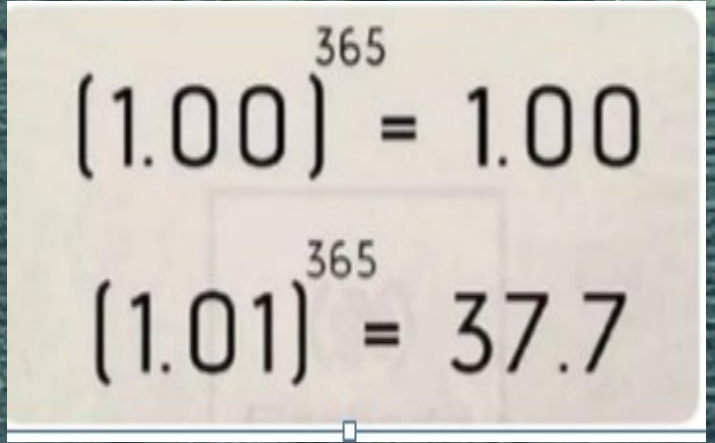 (1.00)³⁶⁵ = 1.00
(1.01)³⁶⁵ = 37.7